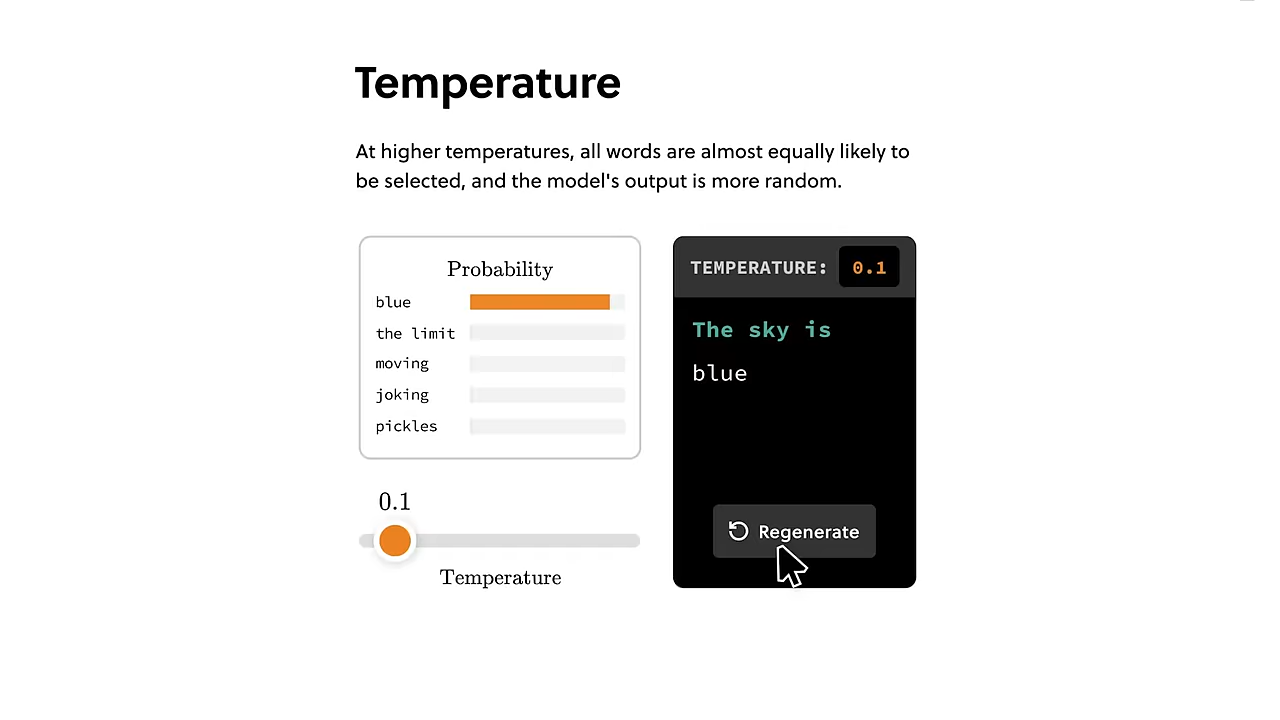 Temperature
At higher temperatures, all words are almost equally likely to
be selected, and the model's output is more random.
Probability
blue
the limit
moving
joking
pickles
0.1
Temperature
TEMPERATURE: 0.1
The sky is
blue
Regenerate